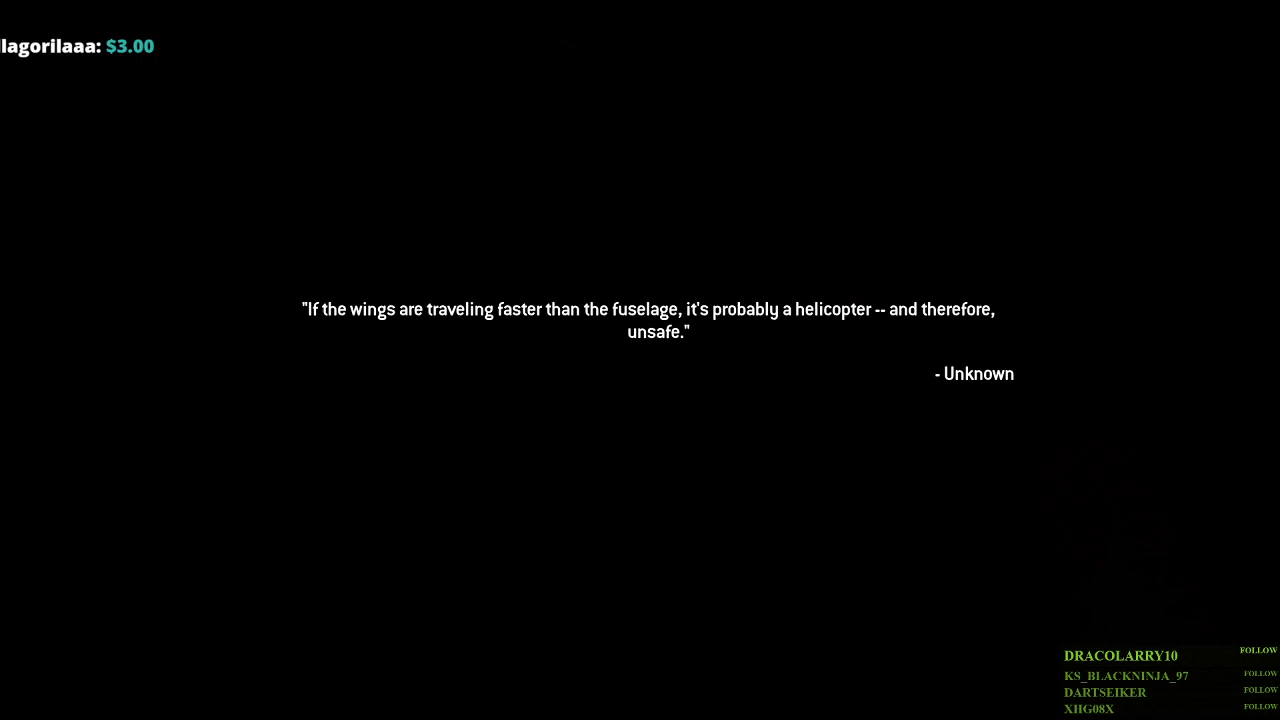 lagorilaaa: $3.00
"If the wings are traveling faster than the fuselage, it's probably a helicopter -- and therefore,
unsafe."
- Unknown
DRACOLARRY10 FOLLOW
KS_BLACKNINJA_97 FOLLOW
DARTSEIKER FOLLOW
XHG08X FOLLOW